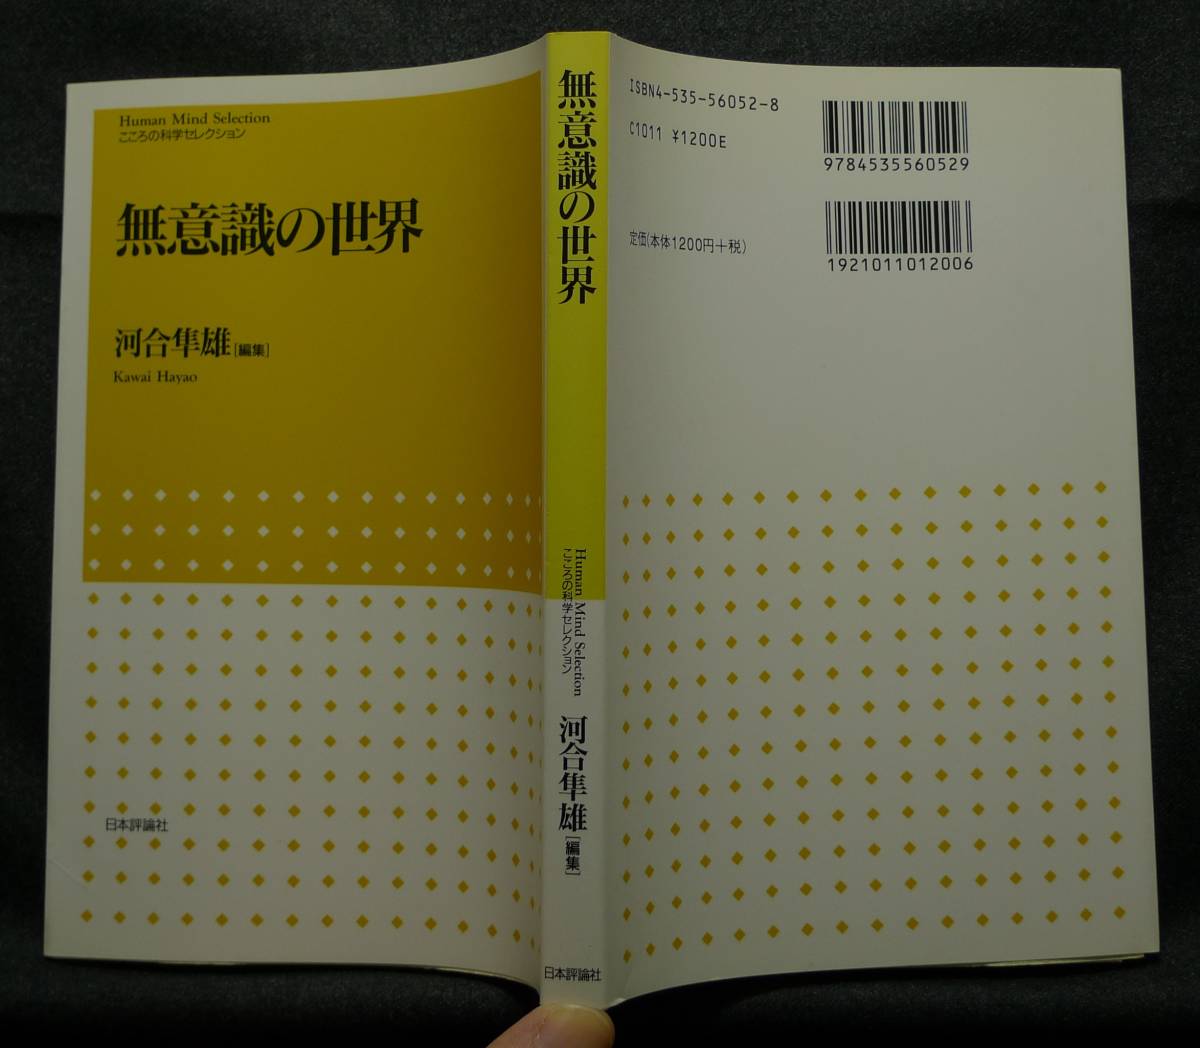 Human Mind Selection
こころの科学セレクション
無意識の世界
河合隼雄[編集]
Kawai Hayao
日本評論社
無意識の世界
Human Mind Selection
こころの科学セレクション
河合隼雄[編集]
日本評論社
ISBN4-535-56052-8
C1011 ¥1200E
定価(本体1200円+税)
9784535560529
1921011012006